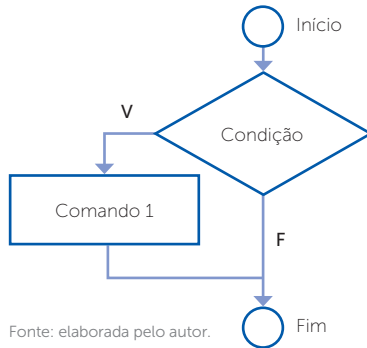 Início
V
Condição
Comando 1
F
Fim
Fonte: elaborada pelo autor.